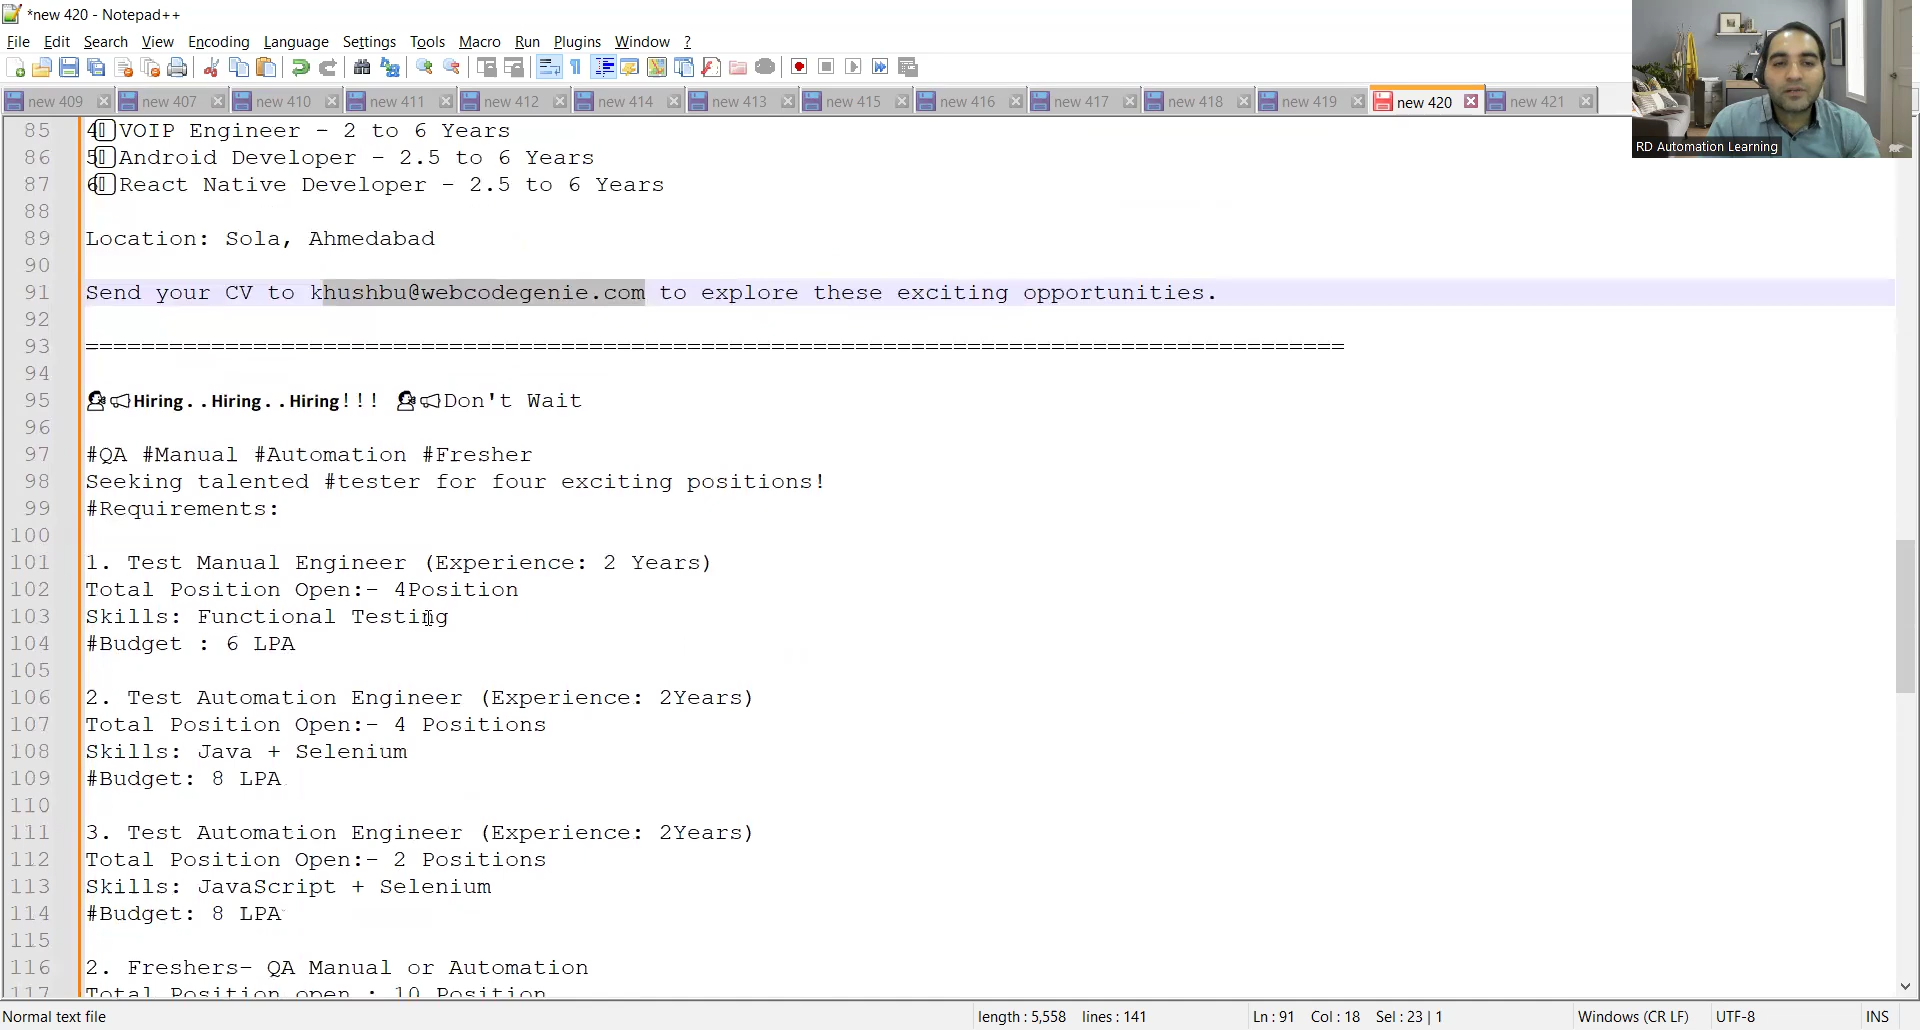 *new 420 - Notepad++
File Edit Search View Encoding Language Settings Tools Macro Run Plugins Window ?
new 409 new 407 new 410 new 411 new 412 new 414 new 413 new 415 new 416 new 417 new 418 new 419 new 420 new 421
RD Automation Learning
85 4 VOIP Engineer - 2 to 6 Years
86 5 Android Developer - 2.5 to 6 Years
87 6 React Native Developer - 2.5 to 6 Years
88
89 Location: Sola, Ahmedabad
90
91 Send your CV to khushbu@webcodegenie.com to explore these exciting opportunities.
92
93 ==========================================================================================
94
95 🗣📢Hiring..Hiring..Hiring!!! 🗣📢Don't Wait
96
97 #QA #Manual #Automation #Fresher
98 Seeking talented #tester for four exciting positions!
99 #Requirements:
100
101 1. Test Manual Engineer (Experience: 2 Years)
102 Total Position Open:- 4Position
103 Skills: Functional Testing
104 #Budget : 6 LPA
105
106 2. Test Automation Engineer (Experience: 2Years)
107 Total Position Open:- 4 Positions
108 Skills: Java + Selenium
109 #Budget: 8 LPA
110
111 3. Test Automation Engineer (Experience: 2Years)
112 Total Position Open:- 2 Positions
113 Skills: JavaScript + Selenium
114 #Budget: 8 LPA
115
116 2. Freshers- QA Manual or Automation
117 Total Position open : 10 Position
Normal text file length : 5,558 lines : 141 Ln : 91 Col : 18 Sel : 23 | 1 Windows (CR LF) UTF-8 INS